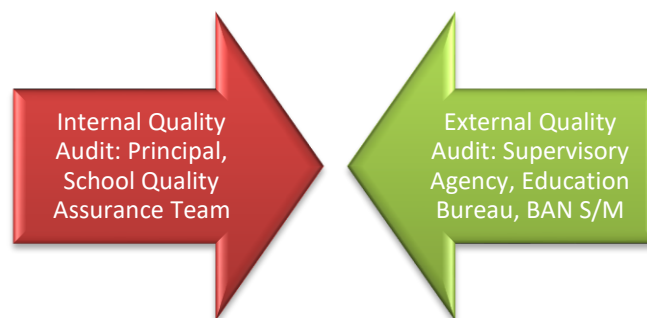 Internal Quality
Audit: Principal,
School Quality
Assurance Team
External Quality
Audit: Supervisory
Agency, Education
Bureau, BAN S/M